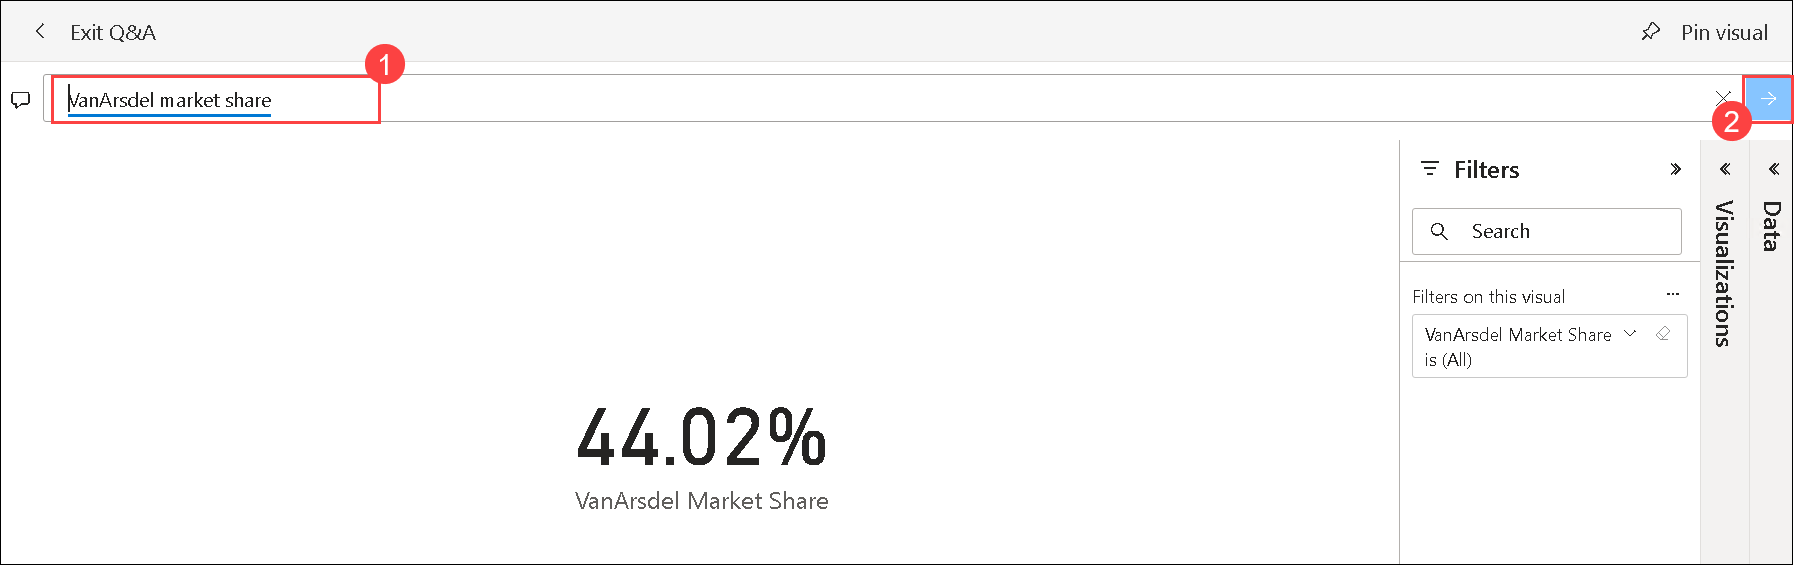 Exit Q&A
Pin visual
1
VanArsdel market share
2
Filters
Search
Filters on this visual
VanArsdel Market Share
is (All)
Visualizations
Data
44.02%
VanArsdel Market Share